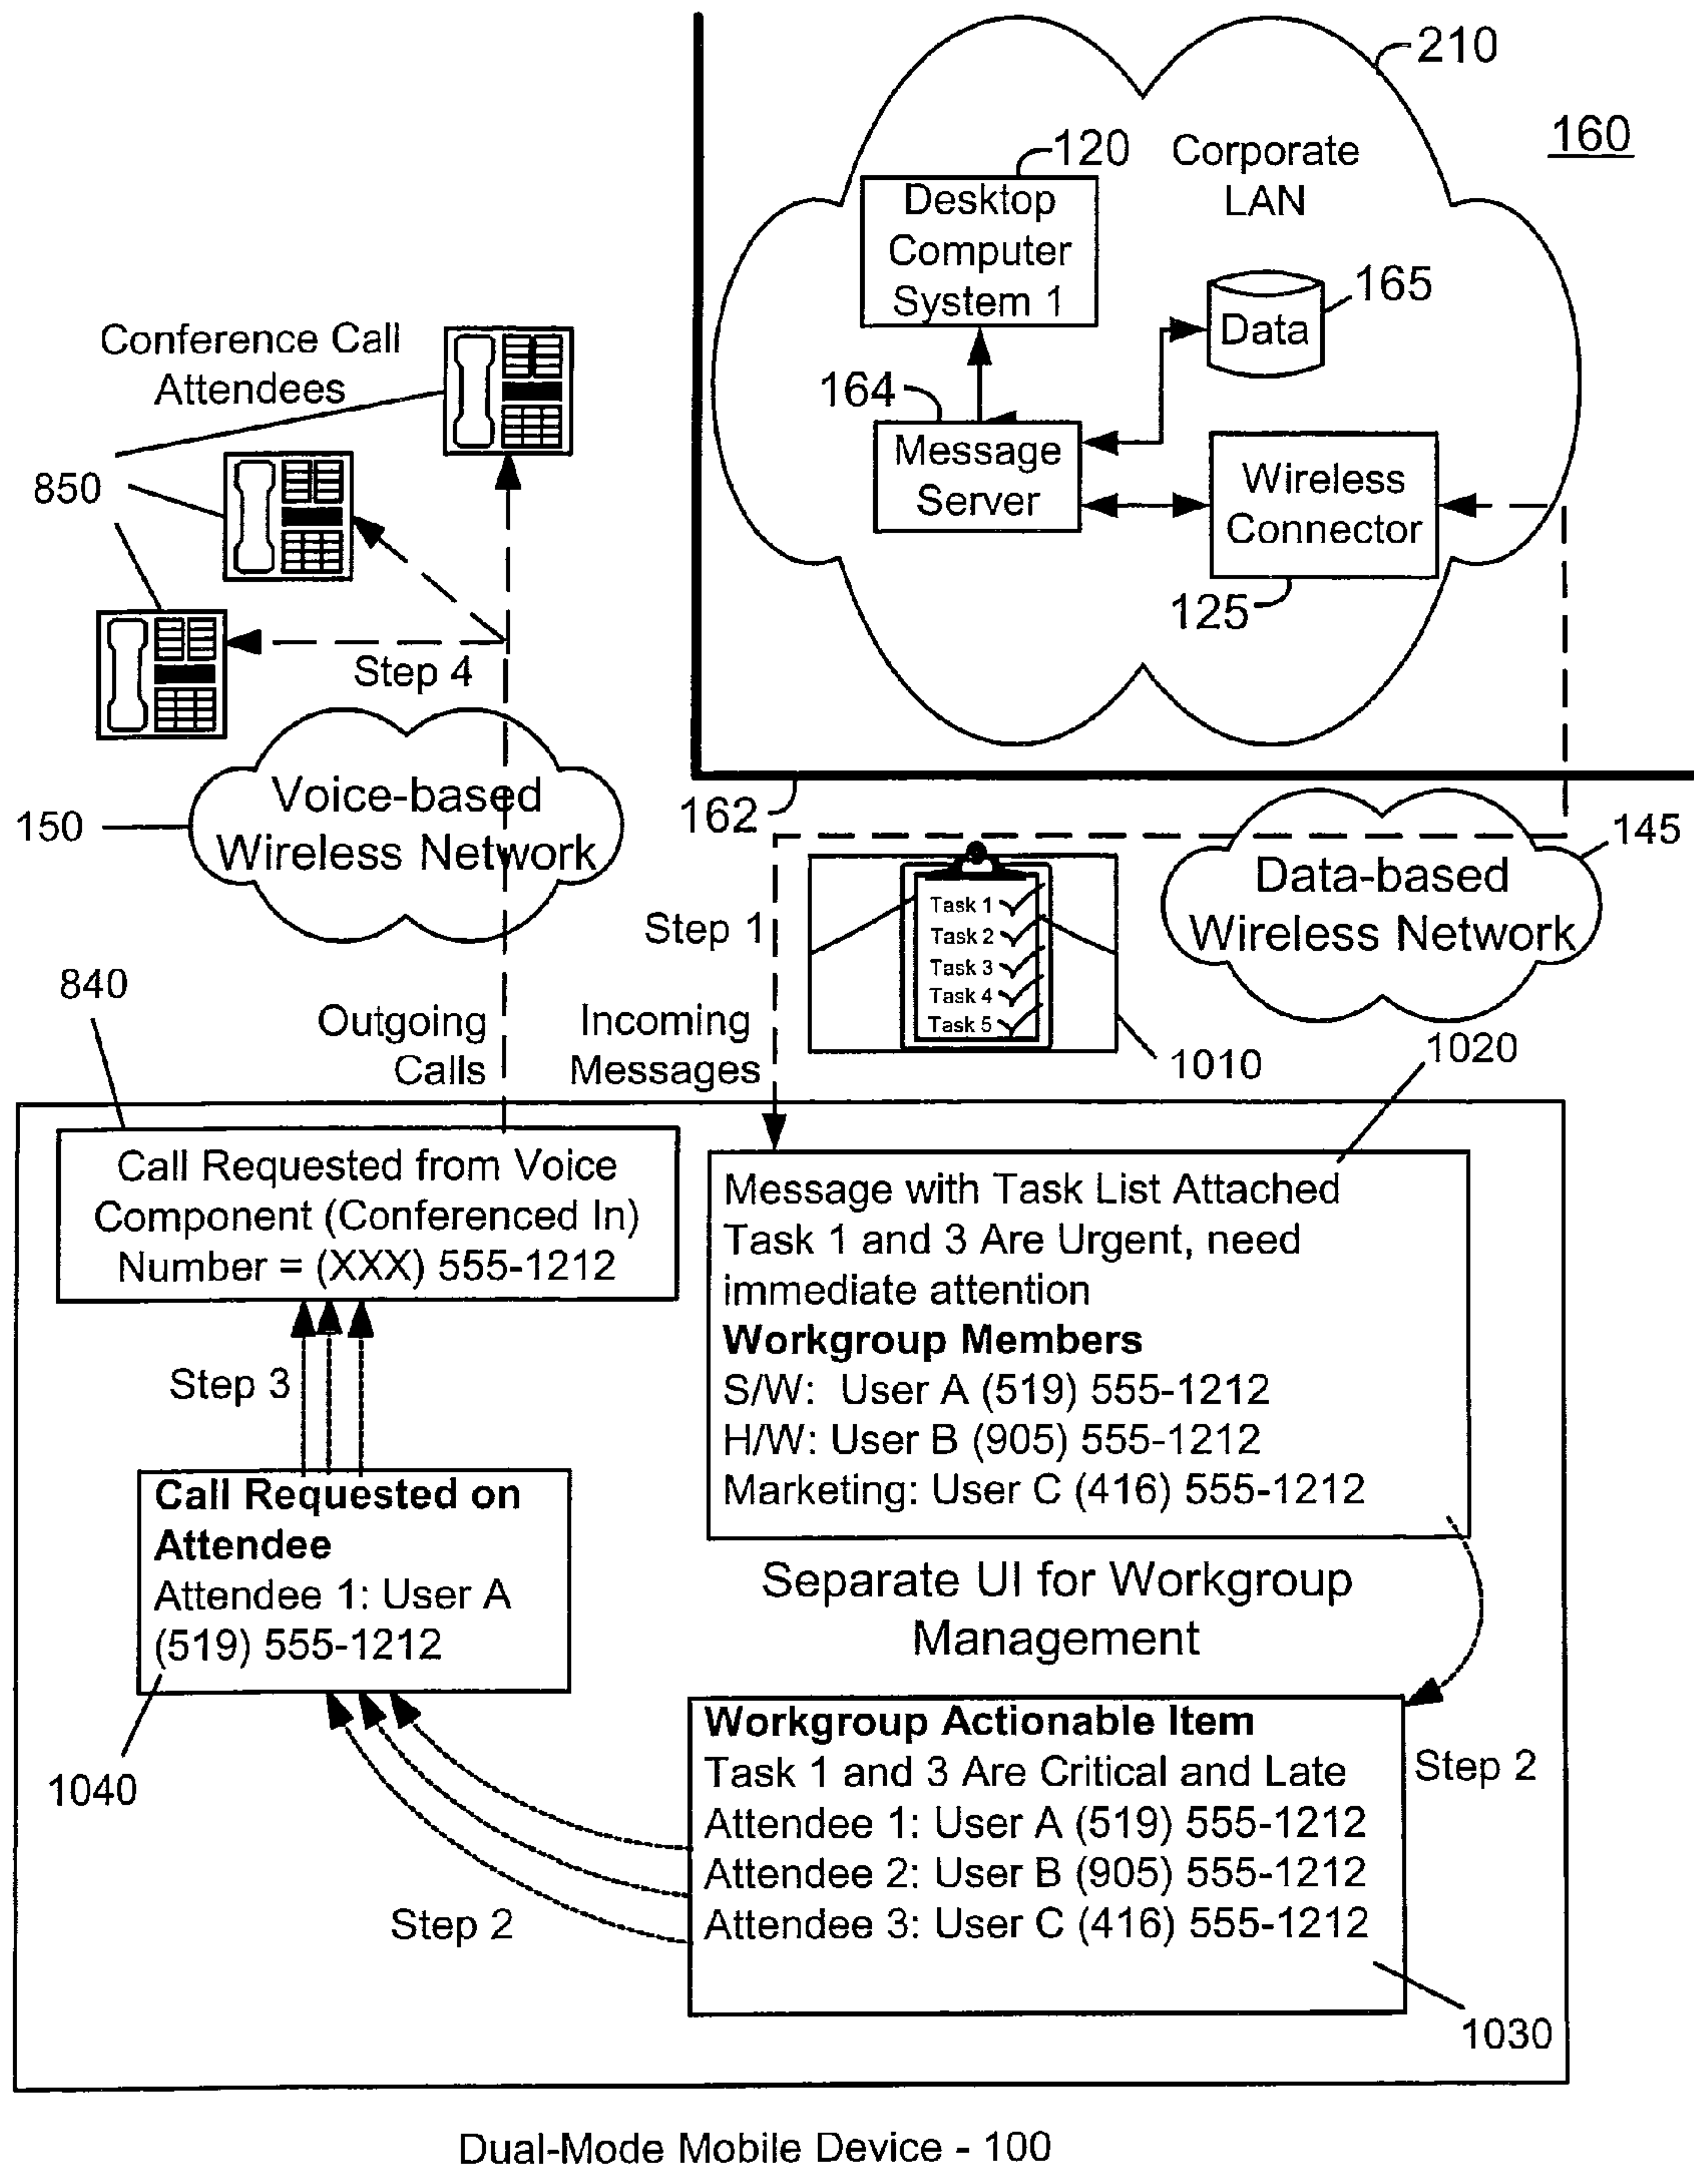 210
160
120
Corporate
LAN
Desktop
Computer
System 1
165
Data
164
Message
Server
Wireless
Connector
125
Conference Call
Attendees
850
Step 4
Voice-based
Wireless Network
150
162
145
Data-based
Wireless Network
Step 1
Task 1
Task 2
Task 3
Task 4
Task 5
840
Outgoing
Calls
Incoming
Messages
1010
1020
Call Requested from Voice
Component (Conferenced In)
Number = (XXX) 555-1212
Message with Task List Attached
Task 1 and 3 Are Urgent, need
immediate attention
Workgroup Members
S/W: User A (519) 555-1212
H/W: User B (905) 555-1212
Marketing: User C (416) 555-1212
Step 3
Call Requested on
Attendee
Attendee 1: User A
(519) 555-1212
1040
Separate UI for Workgroup
Management
Step 2
Workgroup Actionable Item
Task 1 and 3 Are Critical and Late
Attendee 1: User A (519) 555-1212
Attendee 2: User B (905) 555-1212
Attendee 3: User C (416) 555-1212
Step 2
1030
Dual-Mode Mobile Device - 100